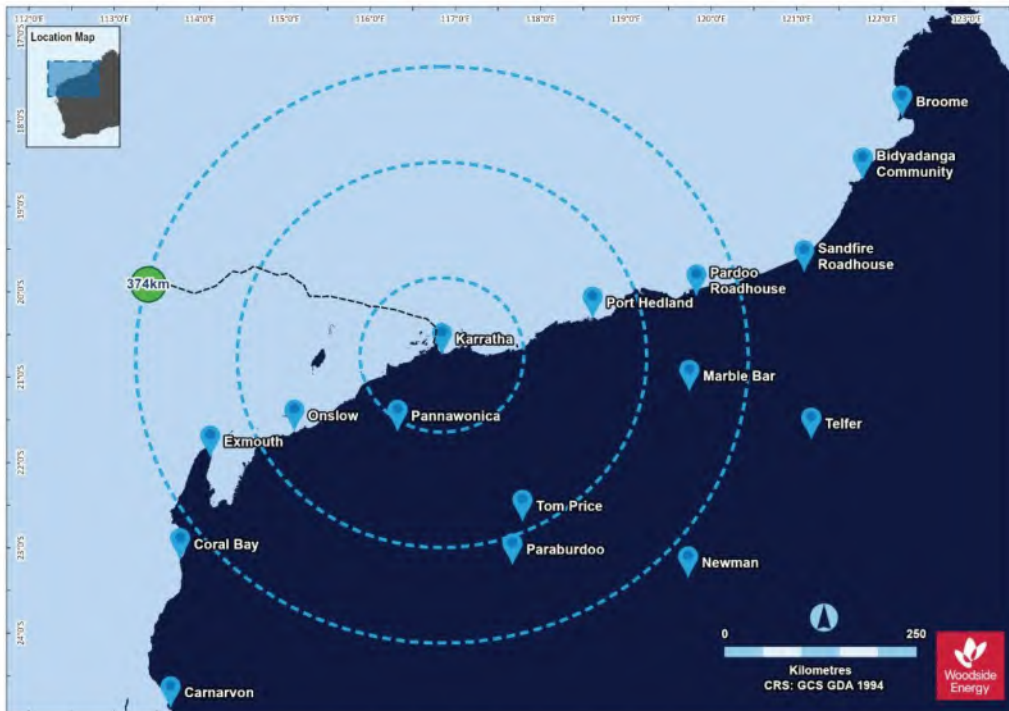 112°0'E 113°0'E 114°0'E 115°0'E 116°0'E 117°0'E 118°0'E 119°0'E 120°0'E 121°0'E 122°0'E 123°0'E
17°0'S
18°0'S
19°0'S
20°0'S
21°0'S
22°0'S
23°0'S
24°0'S
Location Map
Broome
Bidyadanga
Community
Sandfire
Roadhouse
374km
Pardoo
Roadhouse
Port Hedland
Karratha
Marble Bar
Onslow
Pannawonica
Telfer
Exmouth
Tom Price
Coral Bay
Paraburdoo
Newman
0 250
Kilometres
CRS: GCS GDA 1994
Woodside
Energy
Carnarvon